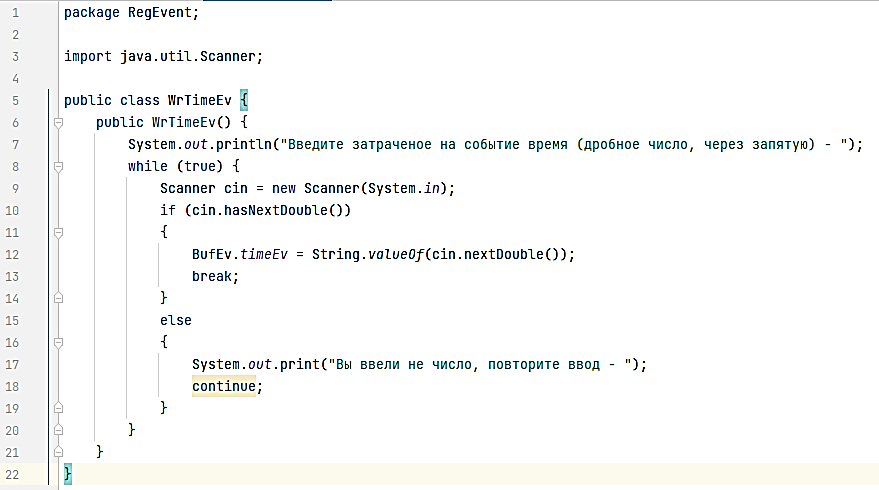 1 package RegEvent;
2
3 import java.util.Scanner;
4
5 public class WrTimeEv {
6 public WrTimeEv() {
7 System.out.println("Введите затраченое на событие время (дробное число, через запятую) - ");
8 while (true) {
9 Scanner cin = new Scanner(System.in);
10 if (cin.hasNextDouble())
11 {
12 BufEv.timeEv = String.valueOf(cin.nextDouble());
13 break;
14 }
15 else
16 {
17 System.out.print("Вы ввели не число, повторите ввод - ");
18 continue;
19 }
20 }
21 }
22 }